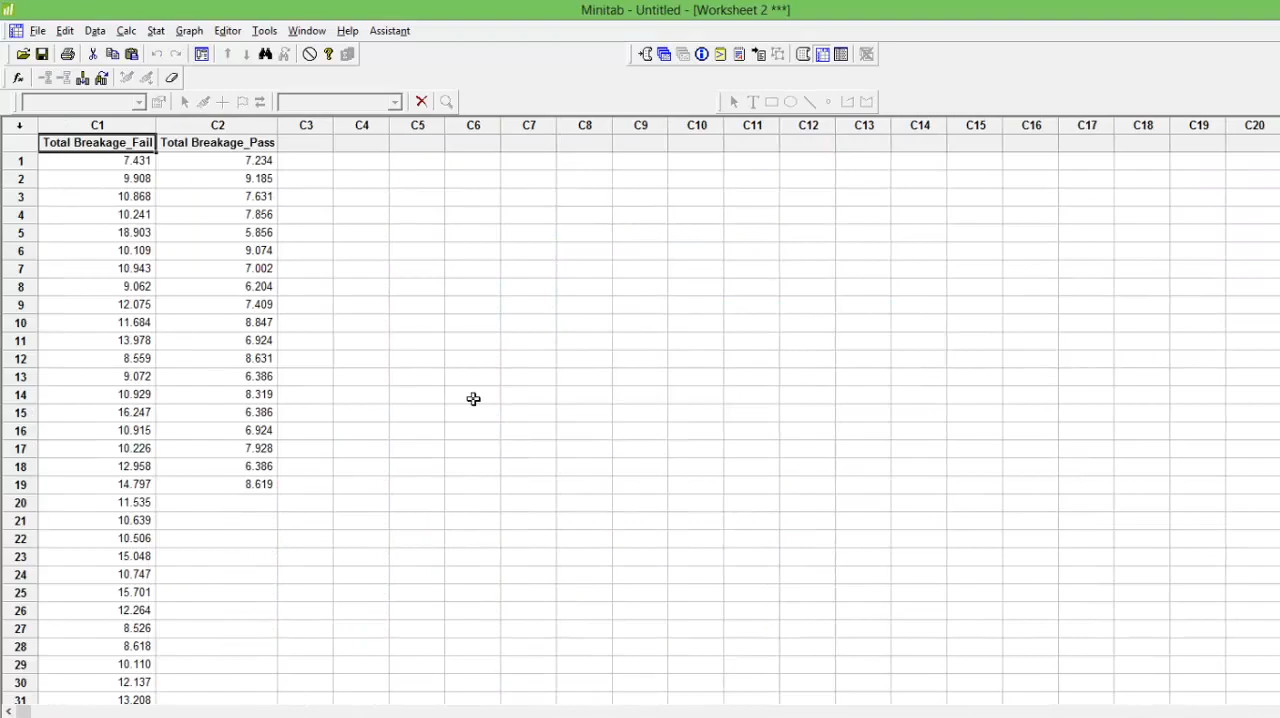 Minitab - Untitled - [Worksheet 2 ***]
File Edit Data Calc Stat Graph Editor Tools Window Help Assistant
C1 C2 C3 C4 C5 C6 C7 C8 C9 C10 C11 C12 C13 C14 C15 C16 C17 C18 C19 C20
Total Breakage_Fail Total Breakage_Pass
1 7.431 7.234
2 9.908 9.185
3 10.868 7.631
4 10.241 7.856
5 18.903 5.856
6 10.109 9.074
7 10.943 7.002
8 9.062 6.204
9 12.075 7.409
10 11.684 8.847
11 13.978 6.924
12 8.559 8.631
13 9.072 6.386
14 10.929 8.319
15 16.247 6.386
16 10.915 6.924
17 10.226 7.928
18 12.958 6.386
19 14.797 8.619
20 11.535
21 10.639
22 10.506
23 15.048
24 10.747
25 15.701
26 12.264
27 8.526
28 8.618
29 10.110
30 12.137
31 13.208